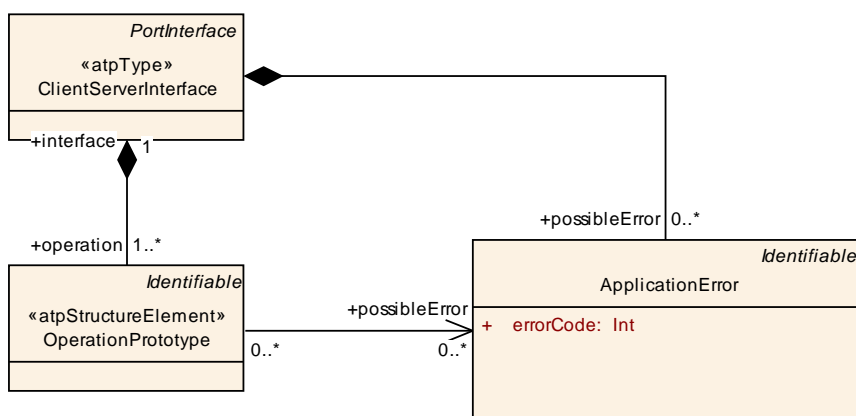 PortInterface
«atpType»
ClientServerInterface
+interface 1
+possibleError 0..*
+operation 1..*
Identifiable
«atpStructureElement»
OperationPrototype
+possibleError
0..* 0..*
Identifiable
ApplicationError
+ errorCode: Int